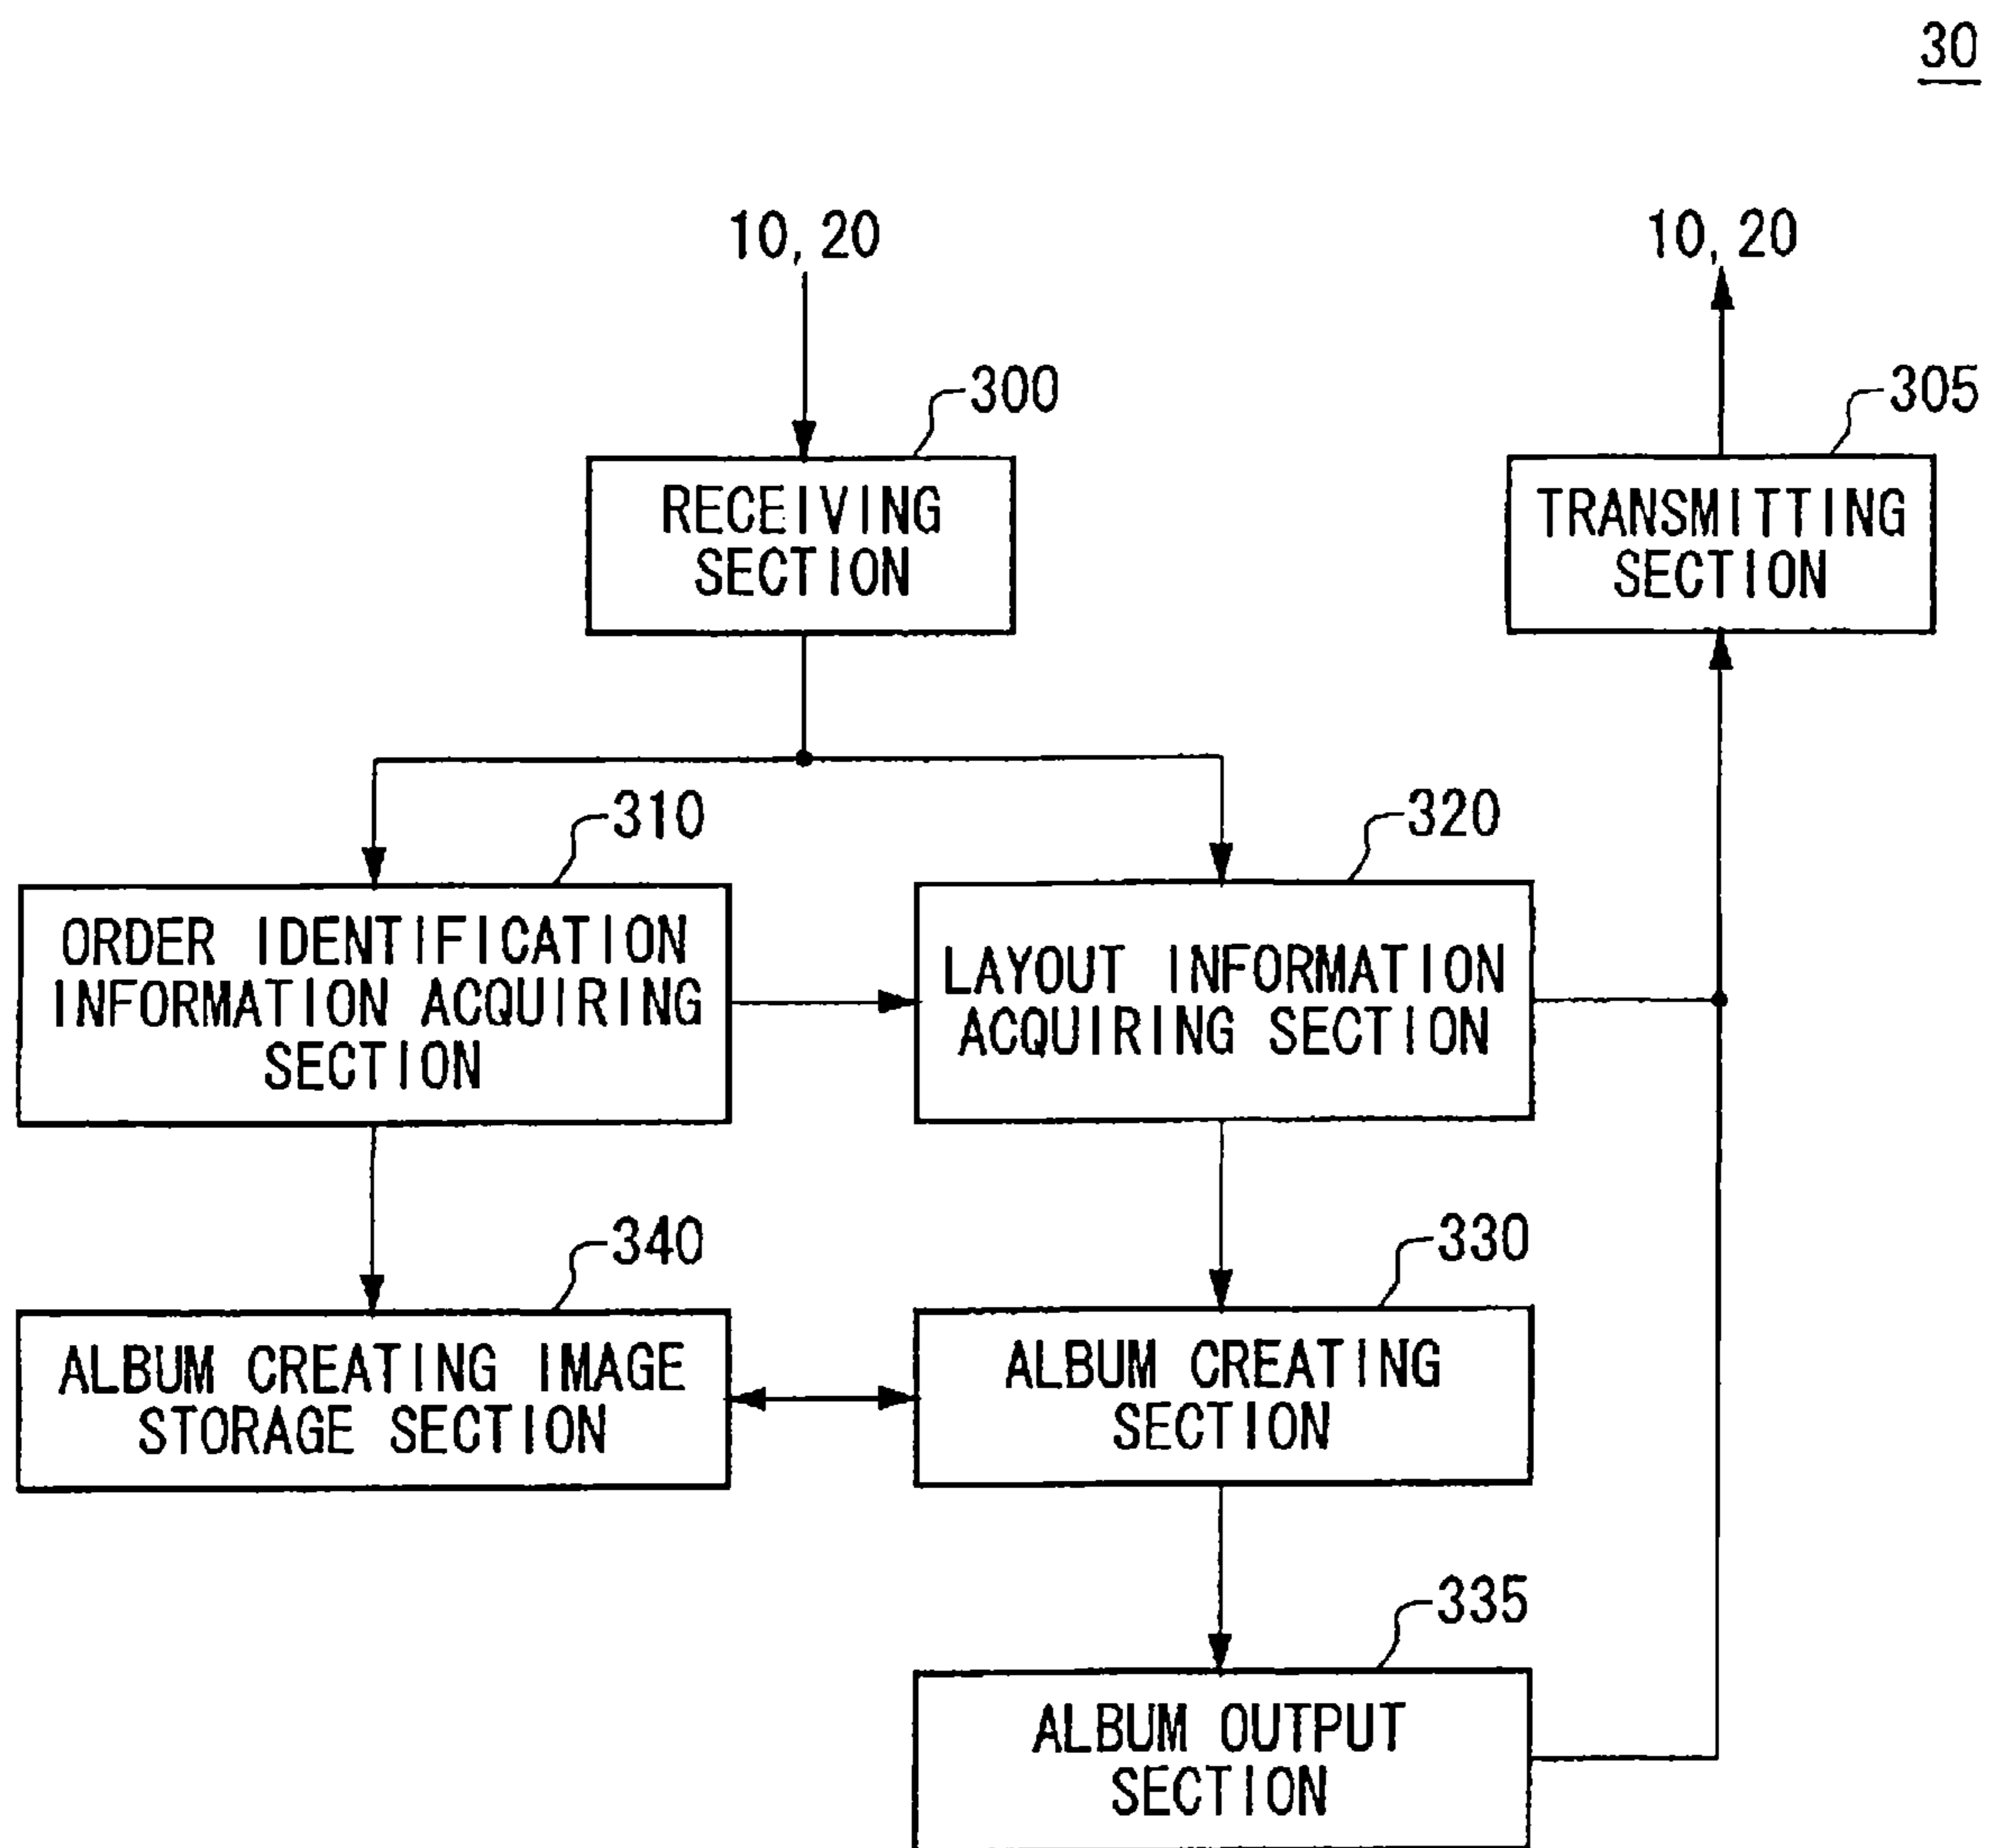 30
10, 20
10, 20
300
305
RECEIVING
SECTION
TRANSMITTING
SECTION
310
320
ORDER IDENTIFICATION
INFORMATION ACQUIRING
SECTION
LAYOUT INFORMATION
ACQUIRING SECTION
340
330
ALBUM CREATING IMAGE
STORAGE SECTION
ALBUM CREATING
SECTION
335
ALBUM OUTPUT
SECTION